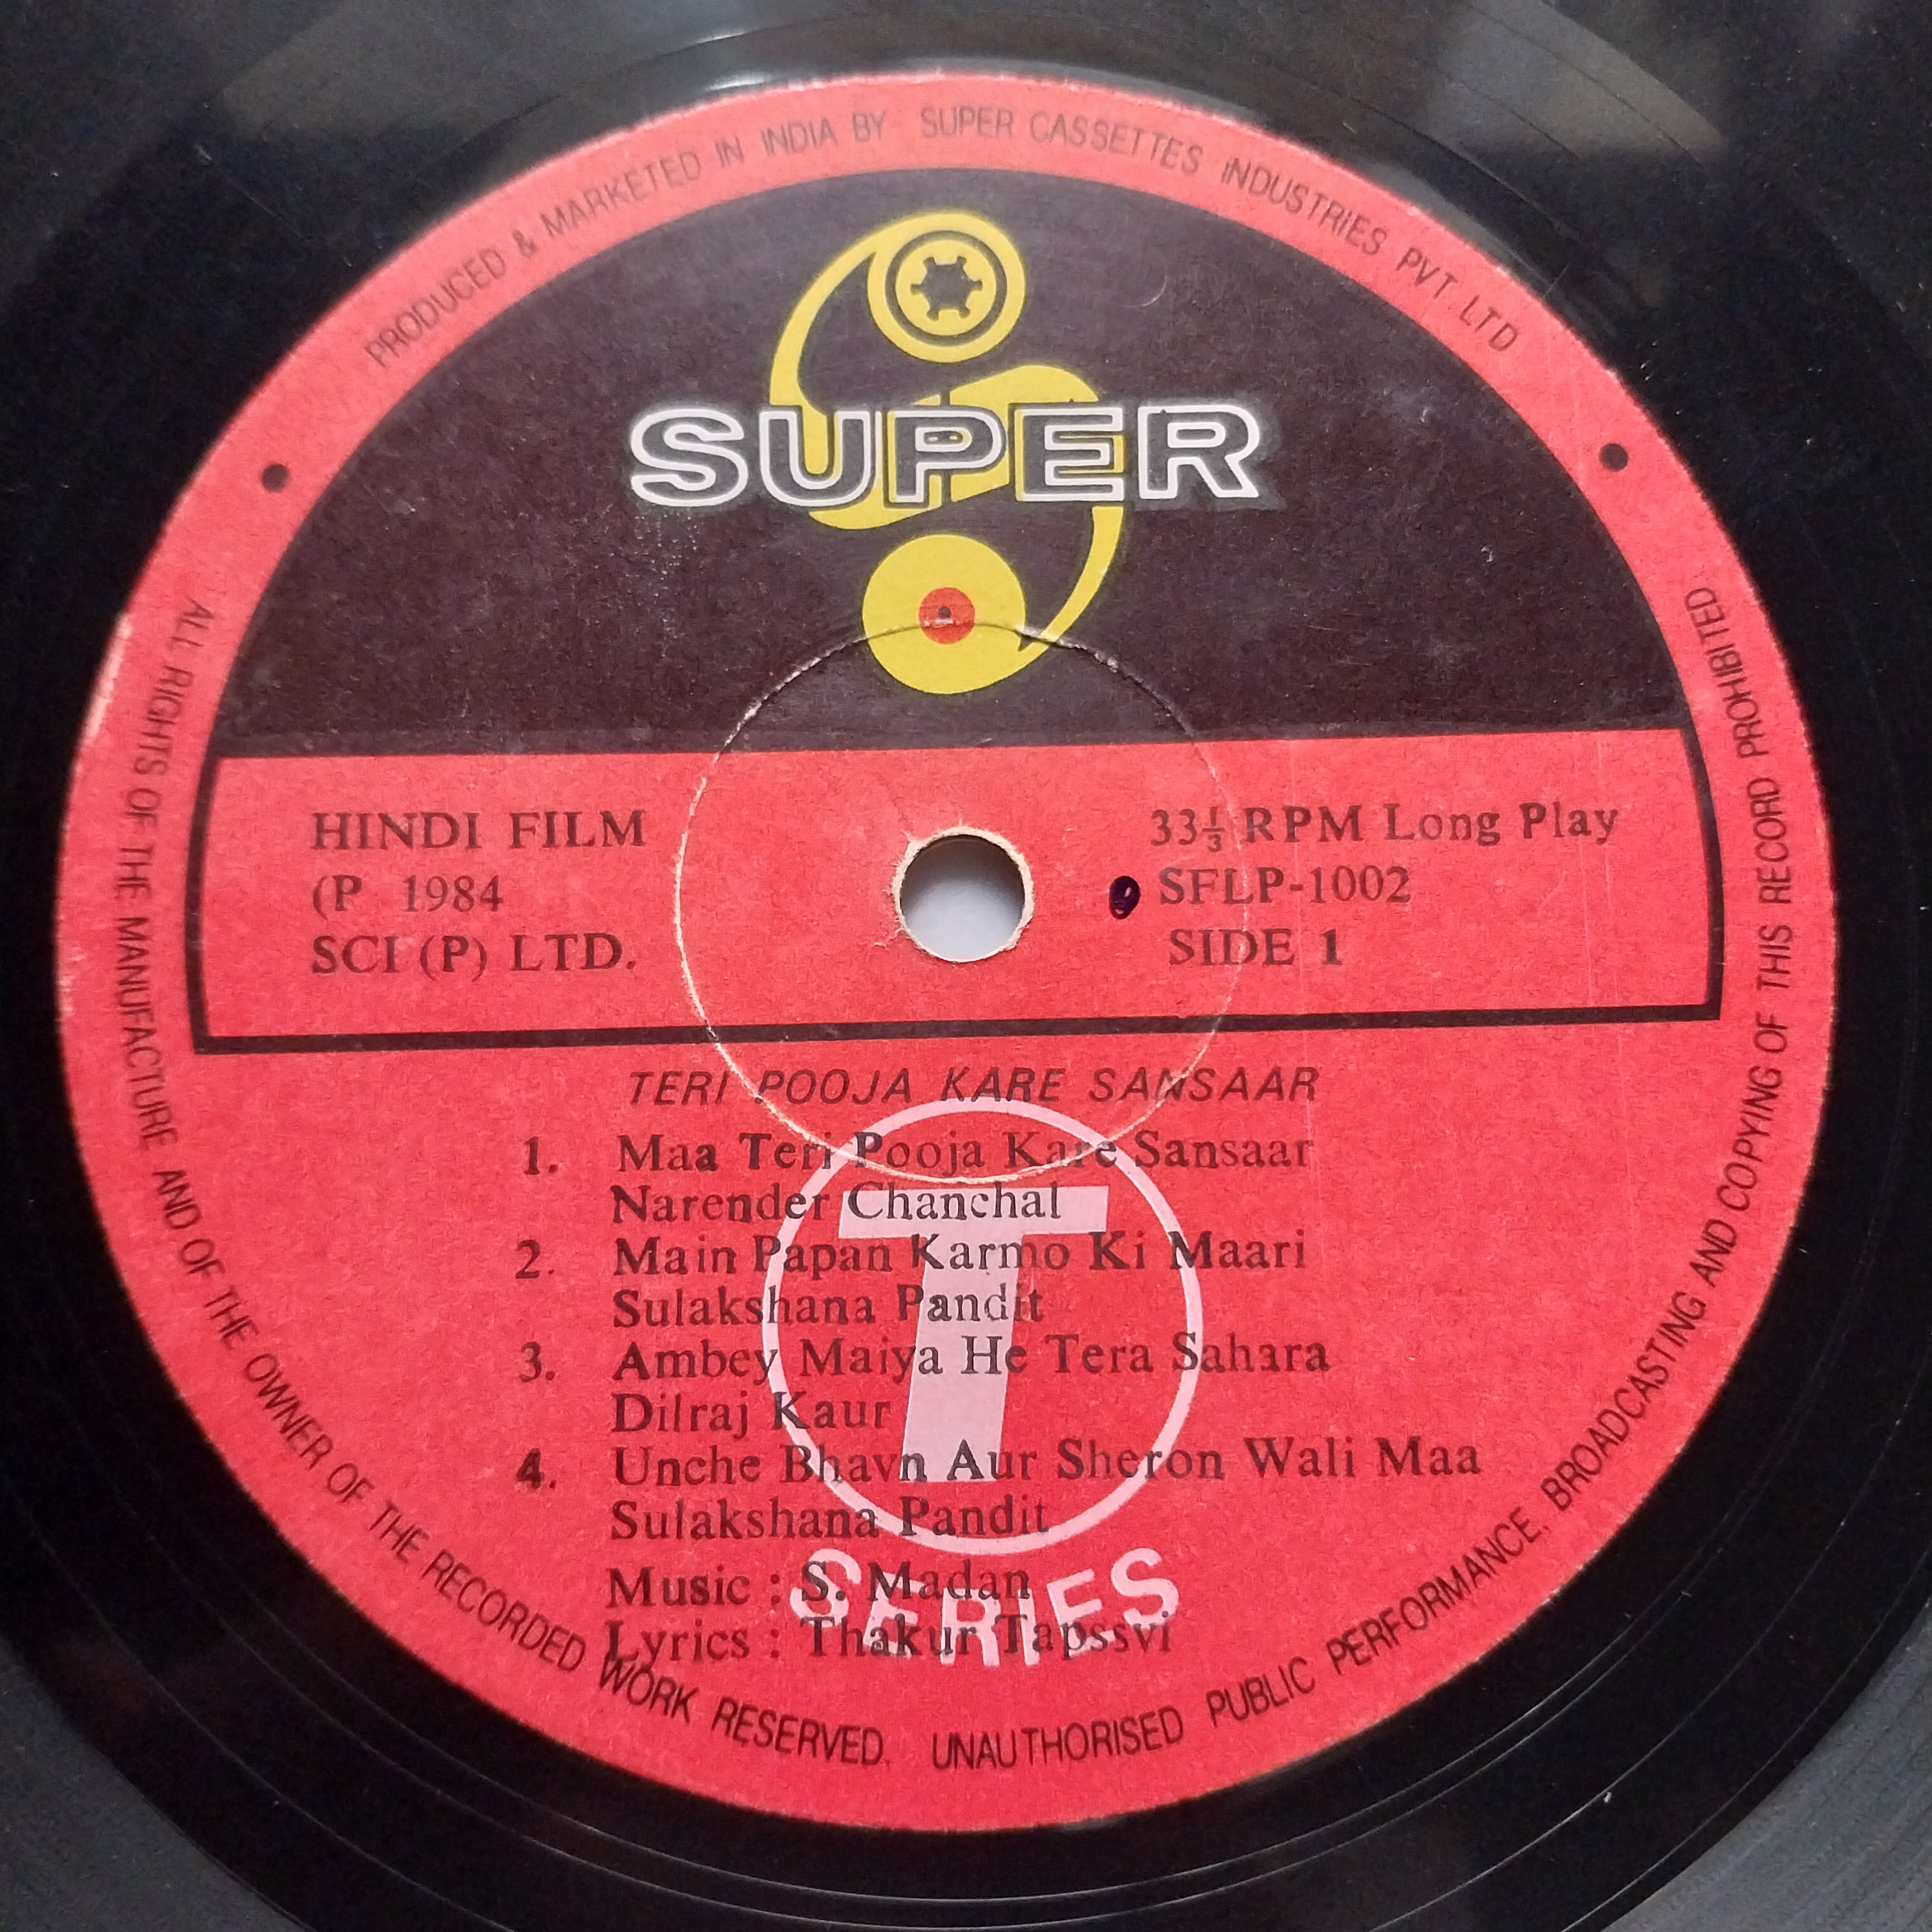 PRODUCED & MARKETED IN INDIA BY SUPER CASSETTES INDUSTRIES PVT. LTD
SUPER
HINDI FILM
(P 1984
SCI (P) LTD.
33⅓ RPM Long Play
SFLP-1002
SIDE 1
TERI POOJA KARE SANSAAR
1. Maa Teri Pooja Kare Sansaar
Narender Chanchal
2. Main Papan Karmo Ki Maari
Sulakshana Pandit
3. Ambey Maiya He Tera Sahara
Dilraj Kaur
4. Unche Bhavn Aur Sheron Wali Maa
Sulakshana Pandit
Music : S. Madan
Lyrics : Thakur Tapssvi
T
SERIES
ALL RIGHTS OF THE MANUFACTURE AND OF THE OWNER OF THE RECORDED WORK RESERVED. UNAUTHORISED PUBLIC PERFORMANCE, BROADCASTING AND COPYING OF THIS RECORD PROHIBITED.